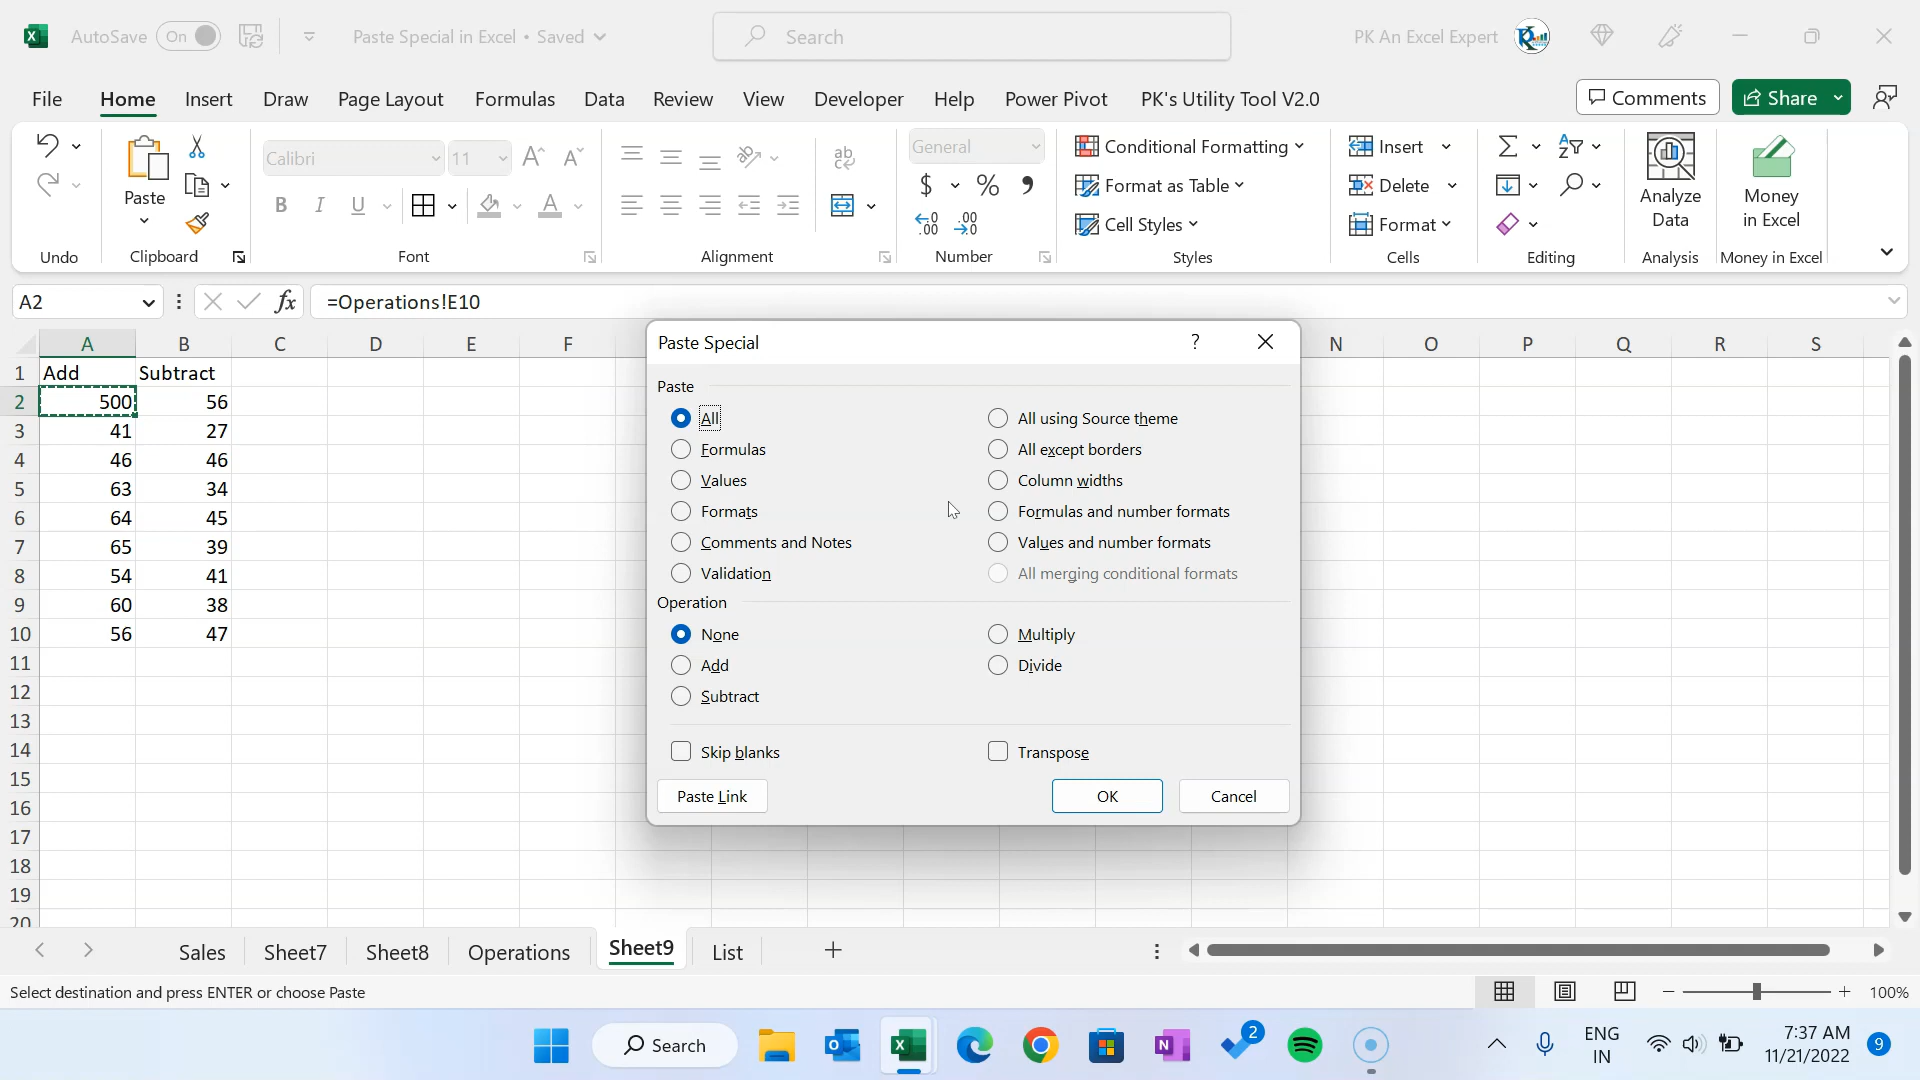 AutoSave On Paste Special in Excel • Saved Search PK An Excel Expert
File Home Insert Draw Page Layout Formulas Data Review View Developer Help Power Pivot PK's Utility Tool V2.0 Comments Share
Calibri 11 ab General Conditional Formatting Insert
Paste $ % Format as Table Delete Analyze Data Money in Excel
B I U A Cell Styles Format
Undo Clipboard Font Alignment Number Styles Cells Editing Analysis Money in Excel
A2 fx =Operations!E10
A B C D E F N O P Q R S
1 Add Subtract
2 500 56
3 41 27
4 46 46
5 63 34
6 64 45
7 65 39
8 54 41
9 60 38
10 56 47
11
12
13
14
15
16
17
18
19
20
Paste Special ?
Paste
All All using Source theme
Formulas All except borders
Values Column widths
Formats Formulas and number formats
Comments and Notes Values and number formats
Validation All merging conditional formats
Operation
None Multiply
Add Divide
Subtract
Skip blanks Transpose
Paste Link OK Cancel
Sales Sheet7 Sheet8 Operations Sheet9 List
Select destination and press ENTER or choose Paste 100%
Search 2 ENG 7:37 AM 9
IN 11/21/2022